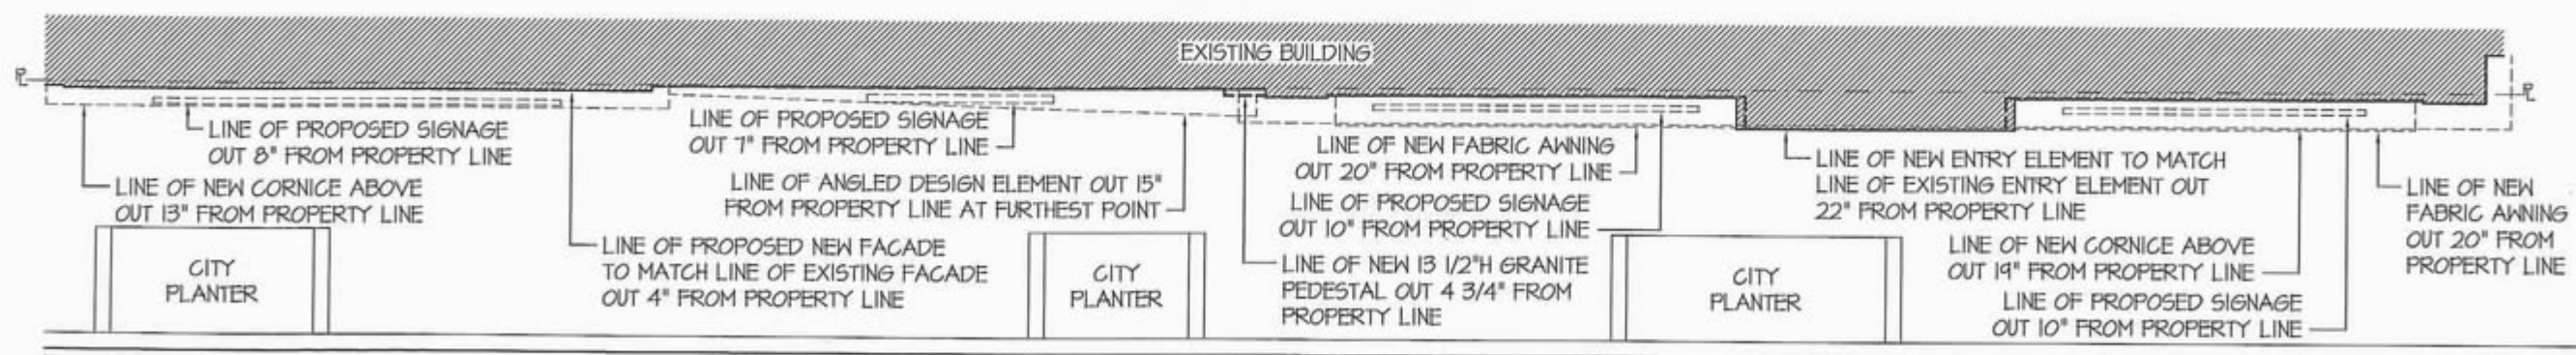 EXISTING BUILDING
PL
PL
LINE OF PROPOSED SIGNAGE
OUT 8" FROM PROPERTY LINE
LINE OF NEW CORNICE ABOVE
OUT 13" FROM PROPERTY LINE
LINE OF PROPOSED NEW FACADE
TO MATCH LINE OF EXISTING FACADE
OUT 4" FROM PROPERTY LINE
LINE OF PROPOSED SIGNAGE
OUT 7" FROM PROPERTY LINE
LINE OF ANGLED DESIGN ELEMENT OUT 15"
FROM PROPERTY LINE AT FURTHEST POINT
LINE OF NEW FABRIC AWNING
OUT 20" FROM PROPERTY LINE
LINE OF PROPOSED SIGNAGE
OUT 10" FROM PROPERTY LINE
LINE OF NEW 13 1/2"H GRANITE
PEDESTAL OUT 4 3/4" FROM
PROPERTY LINE
LINE OF NEW ENTRY ELEMENT TO MATCH
LINE OF EXISTING ENTRY ELEMENT OUT
22" FROM PROPERTY LINE
LINE OF NEW CORNICE ABOVE
OUT 19" FROM PROPERTY LINE
LINE OF PROPOSED SIGNAGE
OUT 10" FROM PROPERTY LINE
LINE OF NEW
FABRIC AWNING
OUT 20" FROM
PROPERTY LINE
CITY
PLANTER
CITY
PLANTER
CITY
PLANTER